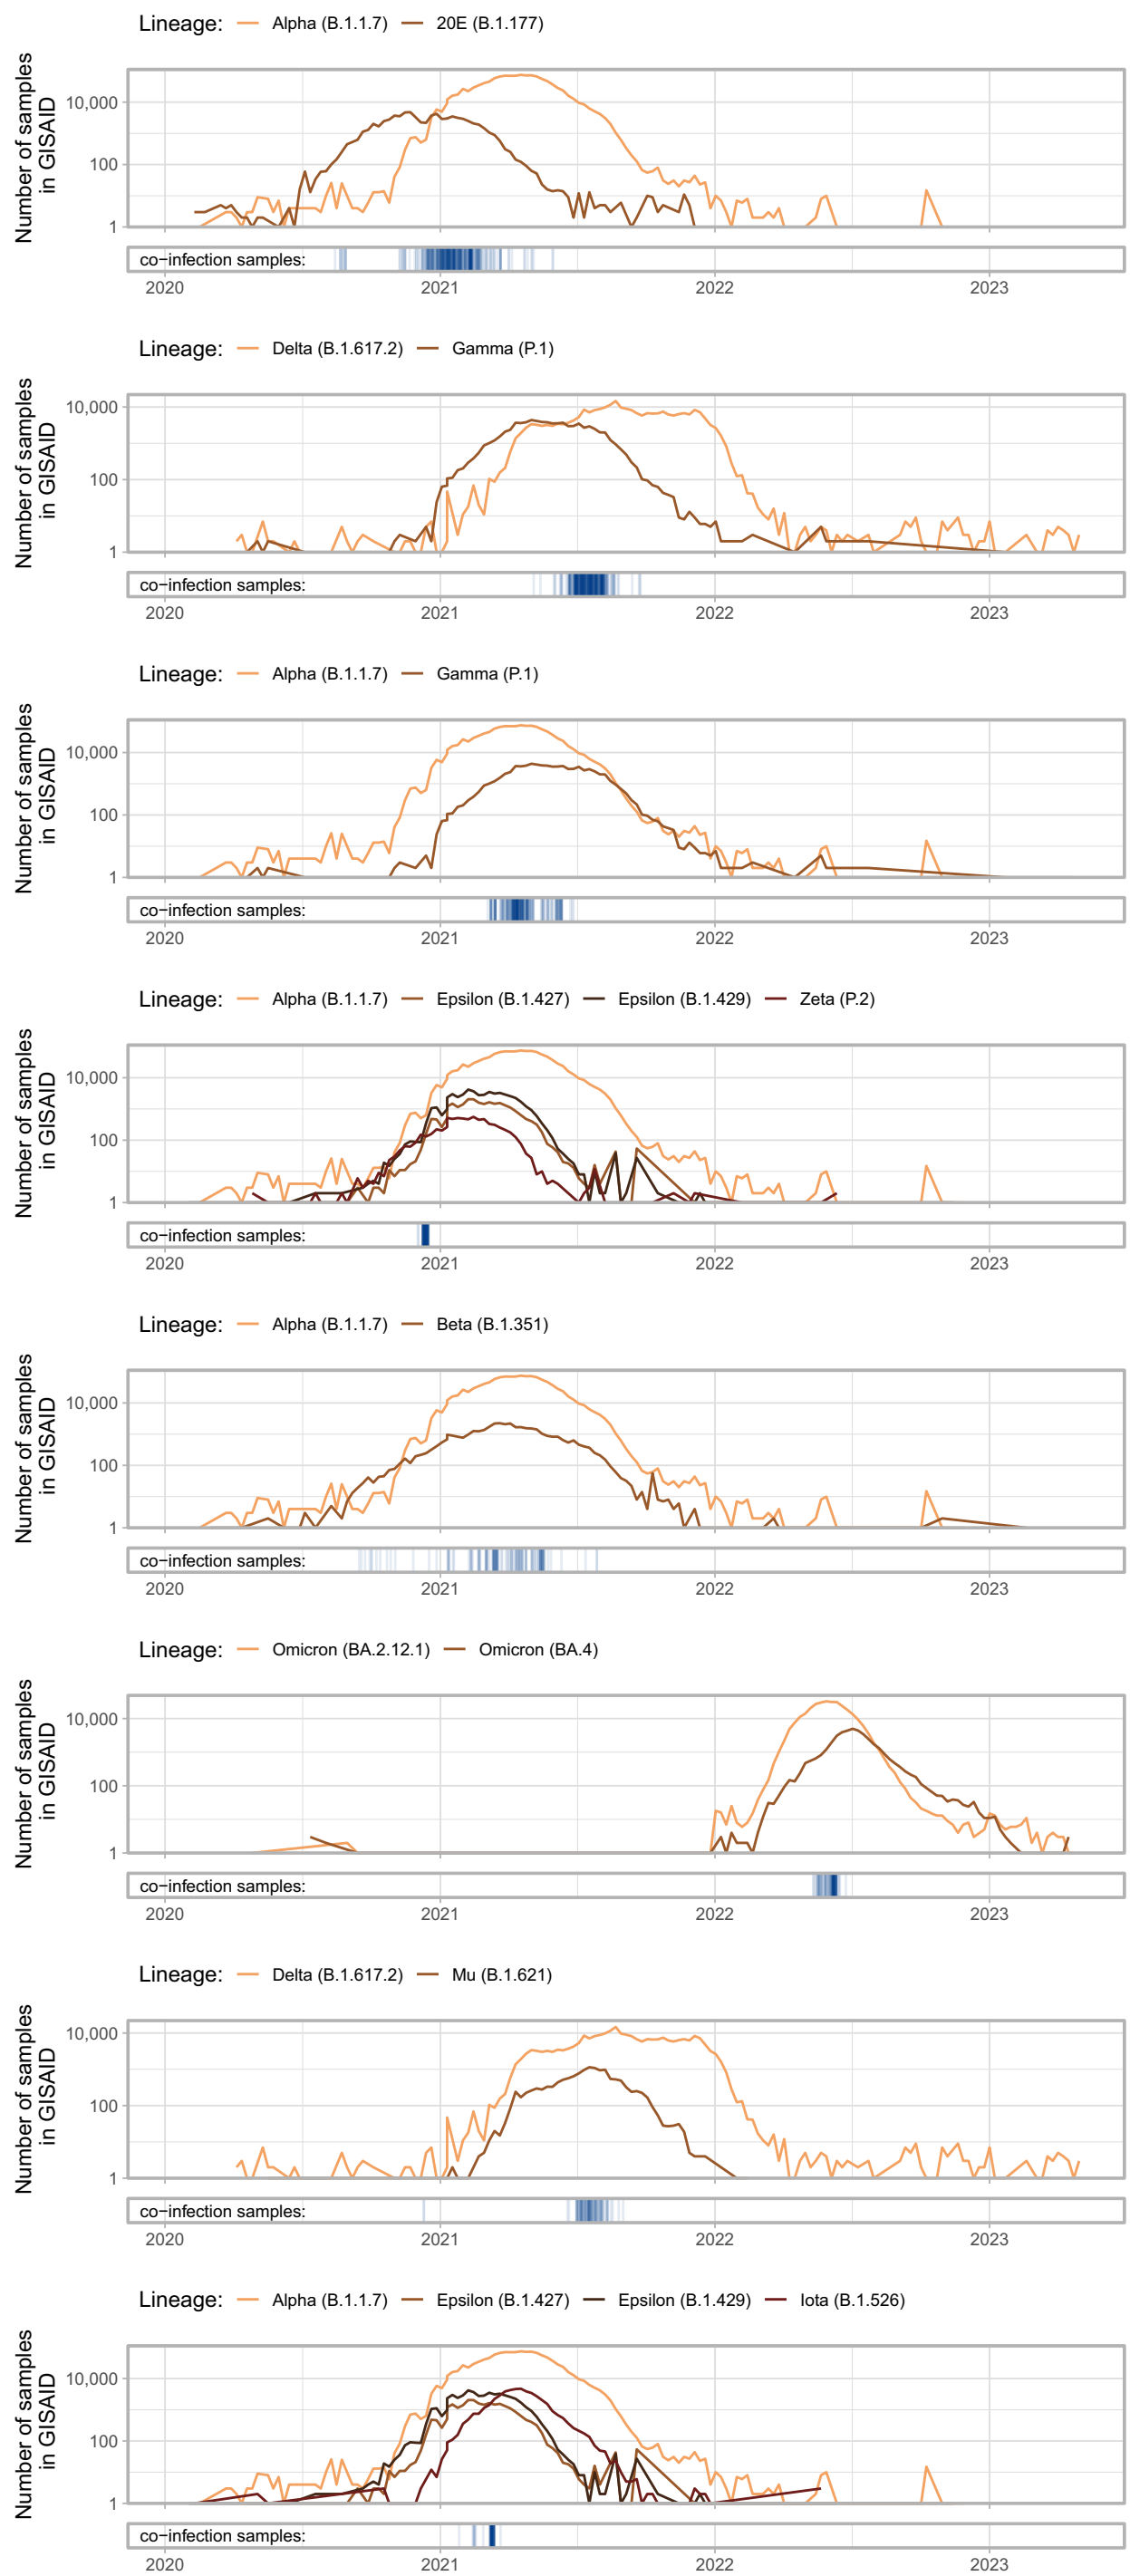 Lineage: Alpha (B.1.1.7) 20E (B.1.177)
Number of samples
in GISAID
10,000
100
1
co−infection samples:
2020 2021 2022 2023
Lineage: Delta (B.1.617.2) Gamma (P.1)
Number of samples
in GISAID
10,000
100
1
co−infection samples:
2020 2021 2022 2023
Lineage: Alpha (B.1.1.7) Gamma (P.1)
Number of samples
in GISAID
10,000
100
1
co−infection samples:
2020 2021 2022 2023
Lineage: Alpha (B.1.1.7) Epsilon (B.1.427) Epsilon (B.1.429) Zeta (P.2)
Number of samples
in GISAID
10,000
100
1
co−infection samples:
2020 2021 2022 2023
Lineage: Alpha (B.1.1.7) Beta (B.1.351)
Number of samples
in GISAID
10,000
100
1
co−infection samples:
2020 2021 2022 2023
Lineage: Omicron (BA.2.12.1) Omicron (BA.4)
Number of samples
in GISAID
10,000
100
1
co−infection samples:
2020 2021 2022 2023
Lineage: Delta (B.1.617.2) Mu (B.1.621)
Number of samples
in GISAID
10,000
100
1
co−infection samples:
2020 2021 2022 2023
Lineage: Alpha (B.1.1.7) Epsilon (B.1.427) Epsilon (B.1.429) Iota (B.1.526)
Number of samples
in GISAID
10,000
100
1
co−infection samples:
2020 2021 2022 2023